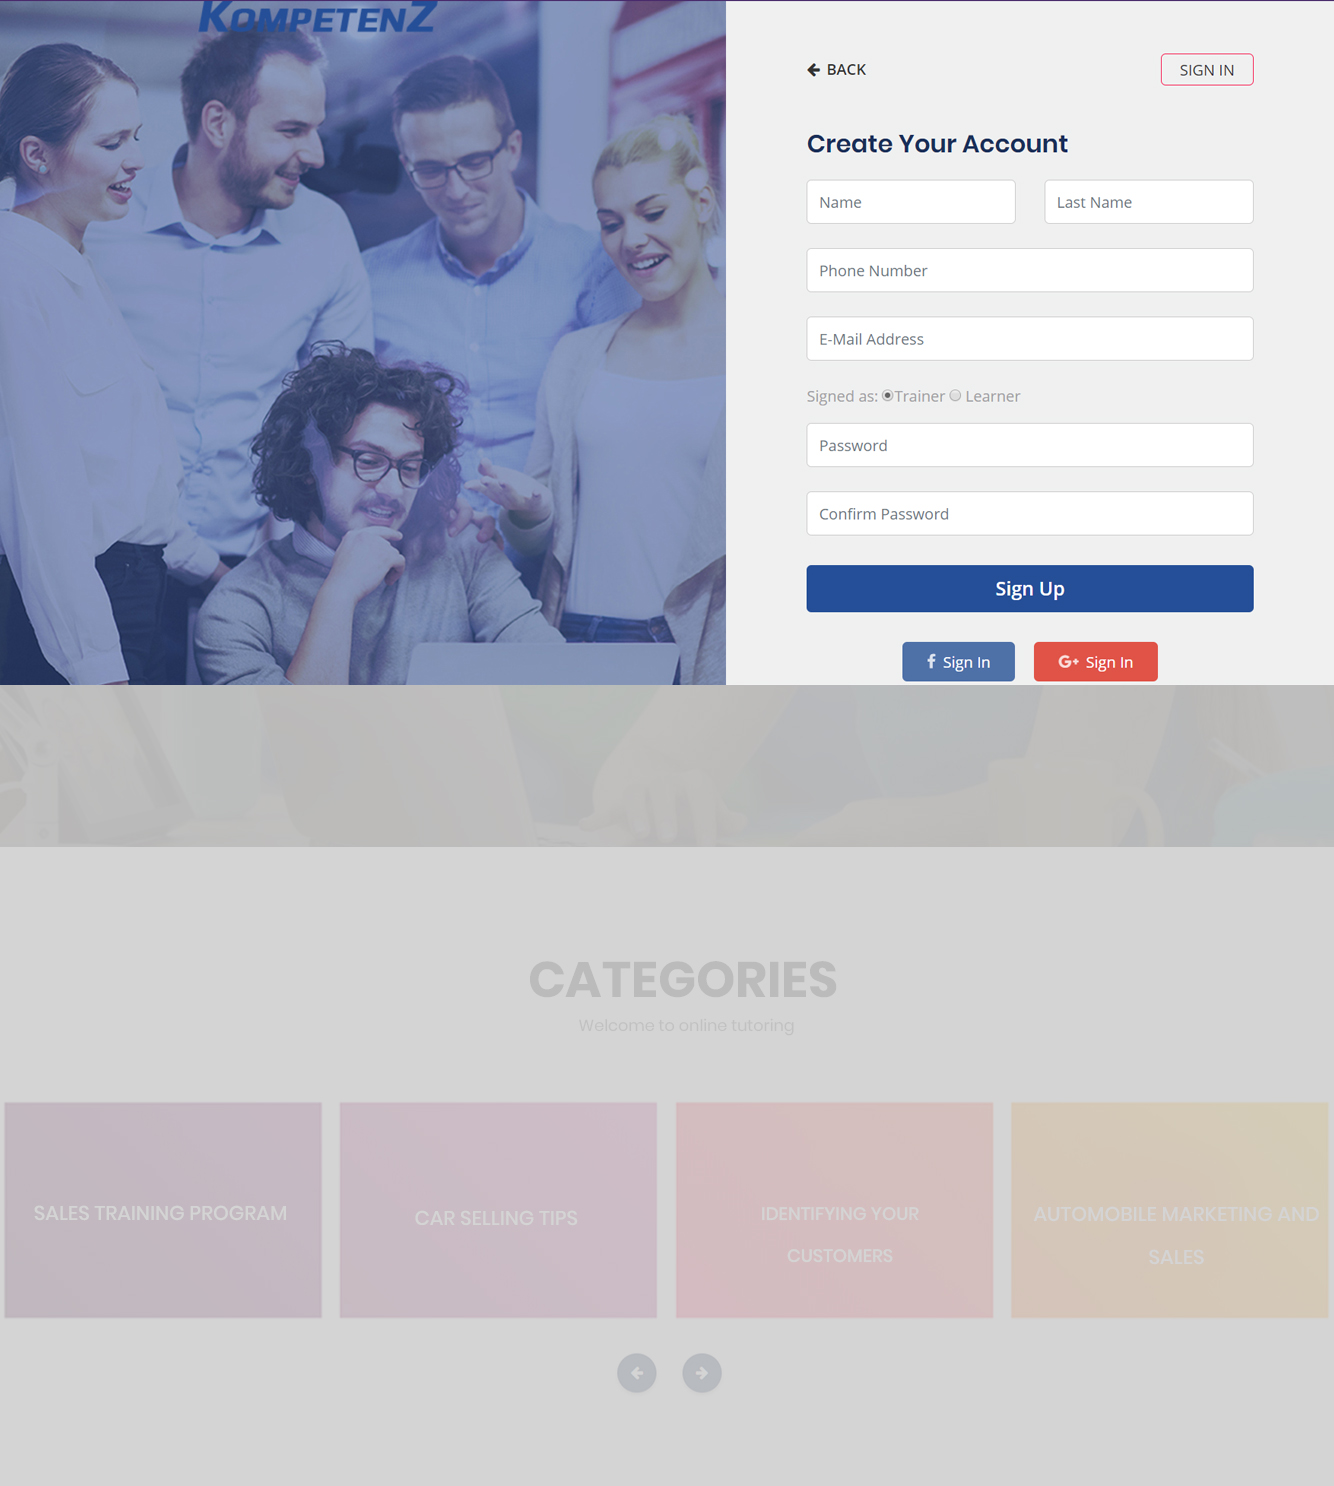 KOMPETENZ
BACK
SIGN IN
Create Your Account
Name
Last Name
Phone Number
E-Mail Address
Signed as: Trainer Learner
Password
Confirm Password
Sign Up
f Sign In
G+ Sign In
CATEGORIES
Welcome to online tutoring
SALES TRAINING PROGRAM
CAR SELLING TIPS
IDENTIFYING YOUR
CUSTOMERS
AUTOMOBILE MARKETING AND
SALES